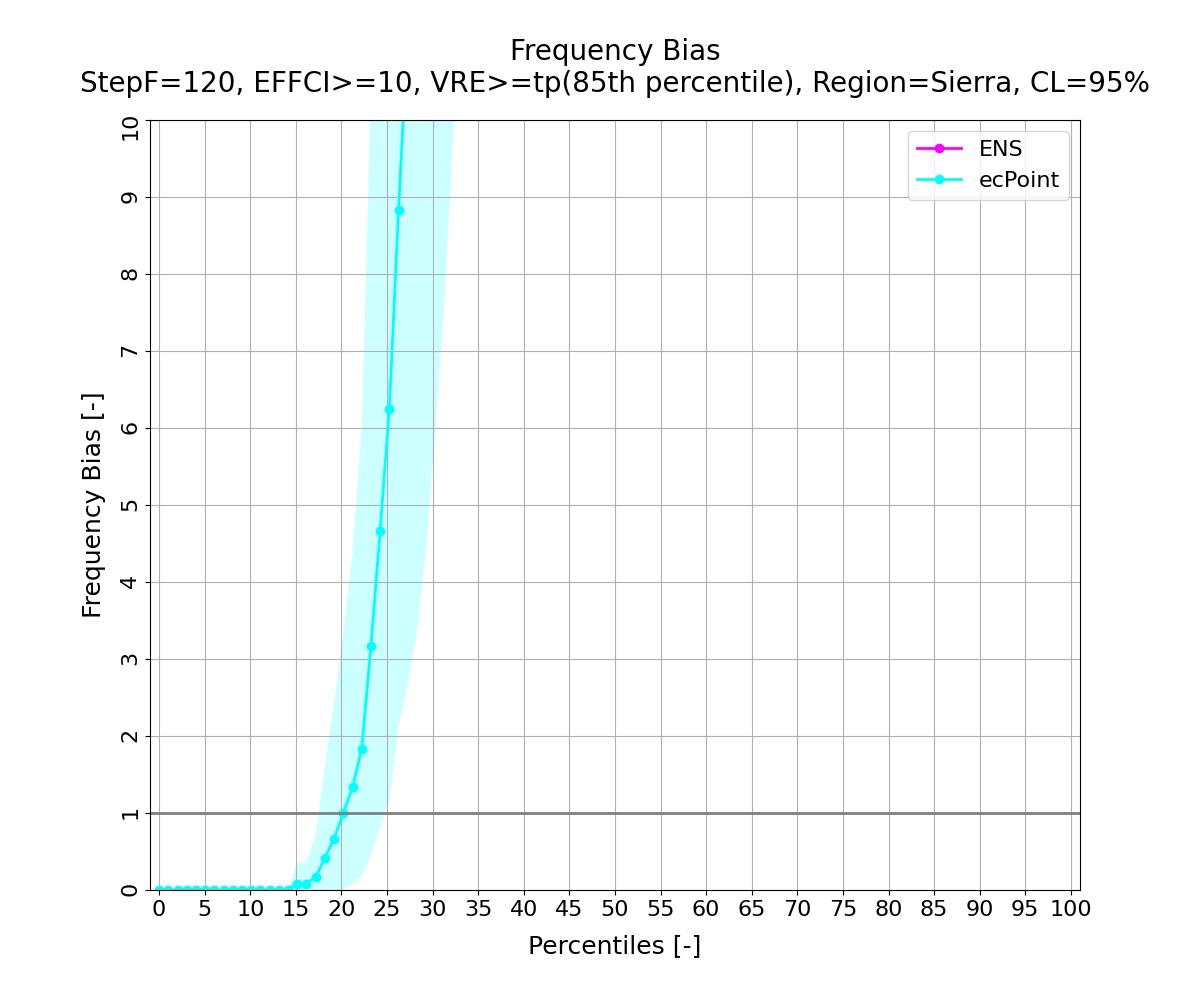 Frequency Bias
StepF=120, EFFCI>=10, VRE>=tp(85th percentile), Region=Sierra, CL=95%
ENS
ecPoint
Frequency Bias [-]
10
9
8
7
6
5
4
3
2
1
0
0 5 10 15 20 25 30 35 40 45 50 55 60 65 70 75 80 85 90 95 100
Percentiles [-]